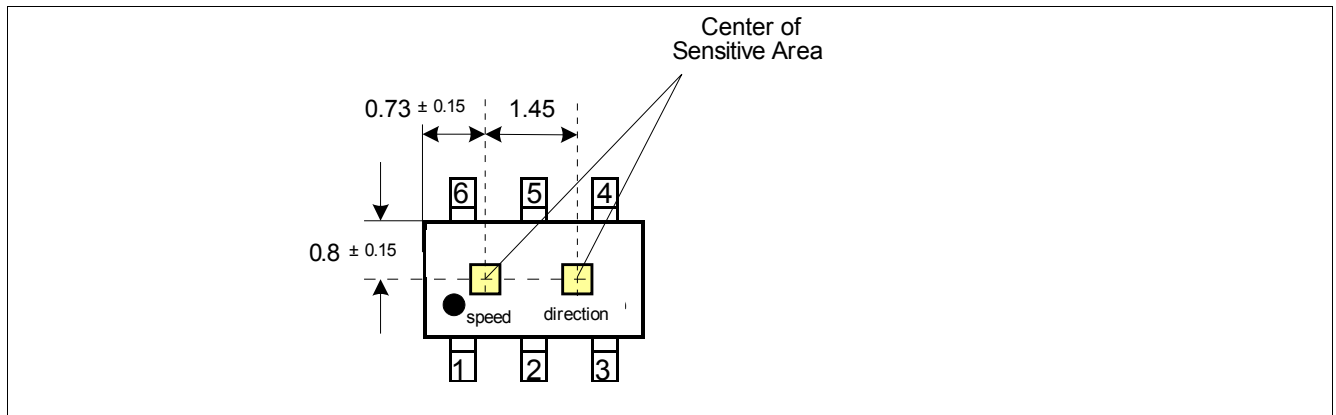 Center of
Sensitive Area
0.73 ± 0.15
1.45
6
5
4
0.8 ± 0.15
speed
direction
1
2
3